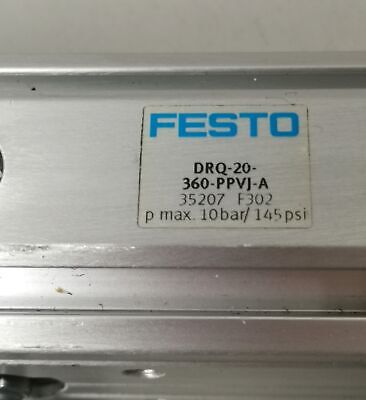 FESTO
DRQ-20-
360-PPVJ-A
35207 F302
p max. 10bar/145psi